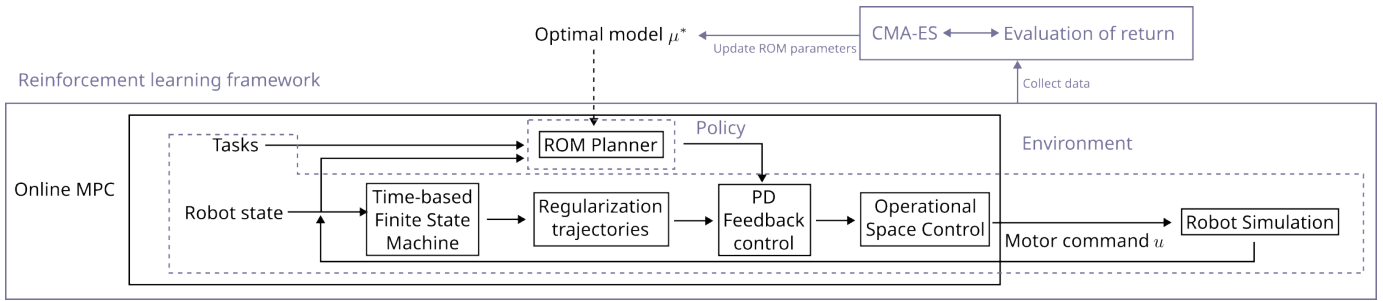 Optimal model μ*
Update ROM parameters
CMA-ES
Evaluation of return
Collect data
Reinforcement learning framework
Online MPC
Tasks
ROM Planner
Policy
Environment
Robot state
Time-based
Finite State
Machine
Regularization
trajectories
PD
Feedback
control
Operational
Space Control
Motor command u
Robot Simulation